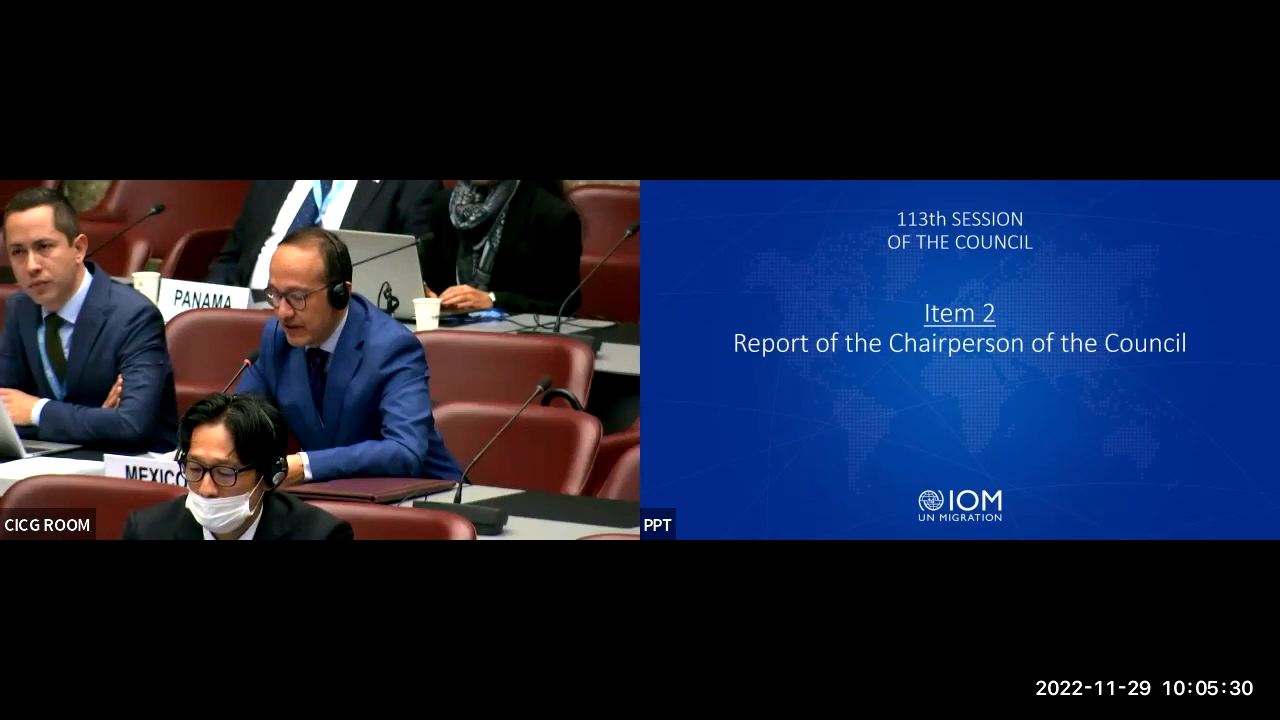 PANAMA
MEXICO
CICG ROOM
113th SESSION
OF THE COUNCIL
Item 2
Report of the Chairperson of the Council
IOM
UN MIGRATION
PPT
2022-11-29 10:05:30